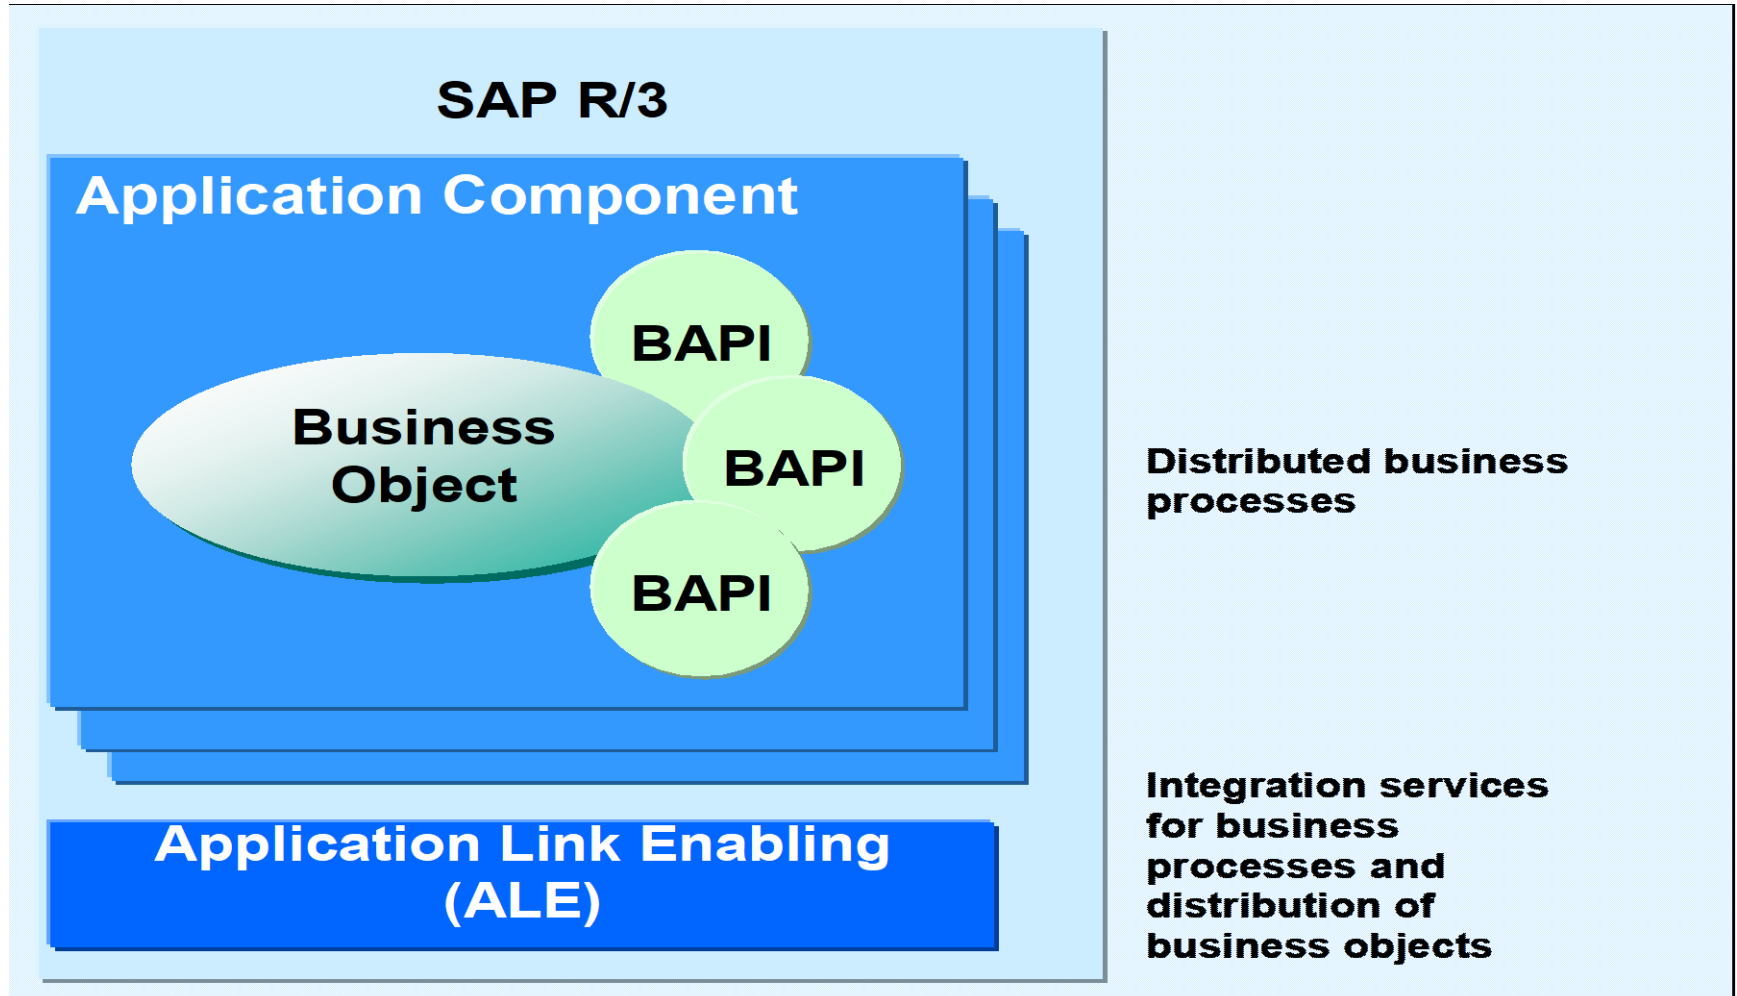 SAP R/3
Application Component
BAPI
Business
Object
BAPI
BAPI
Distributed business
processes
Application Link Enabling
(ALE)
Integration services
for business
processes and
distribution of
business objects